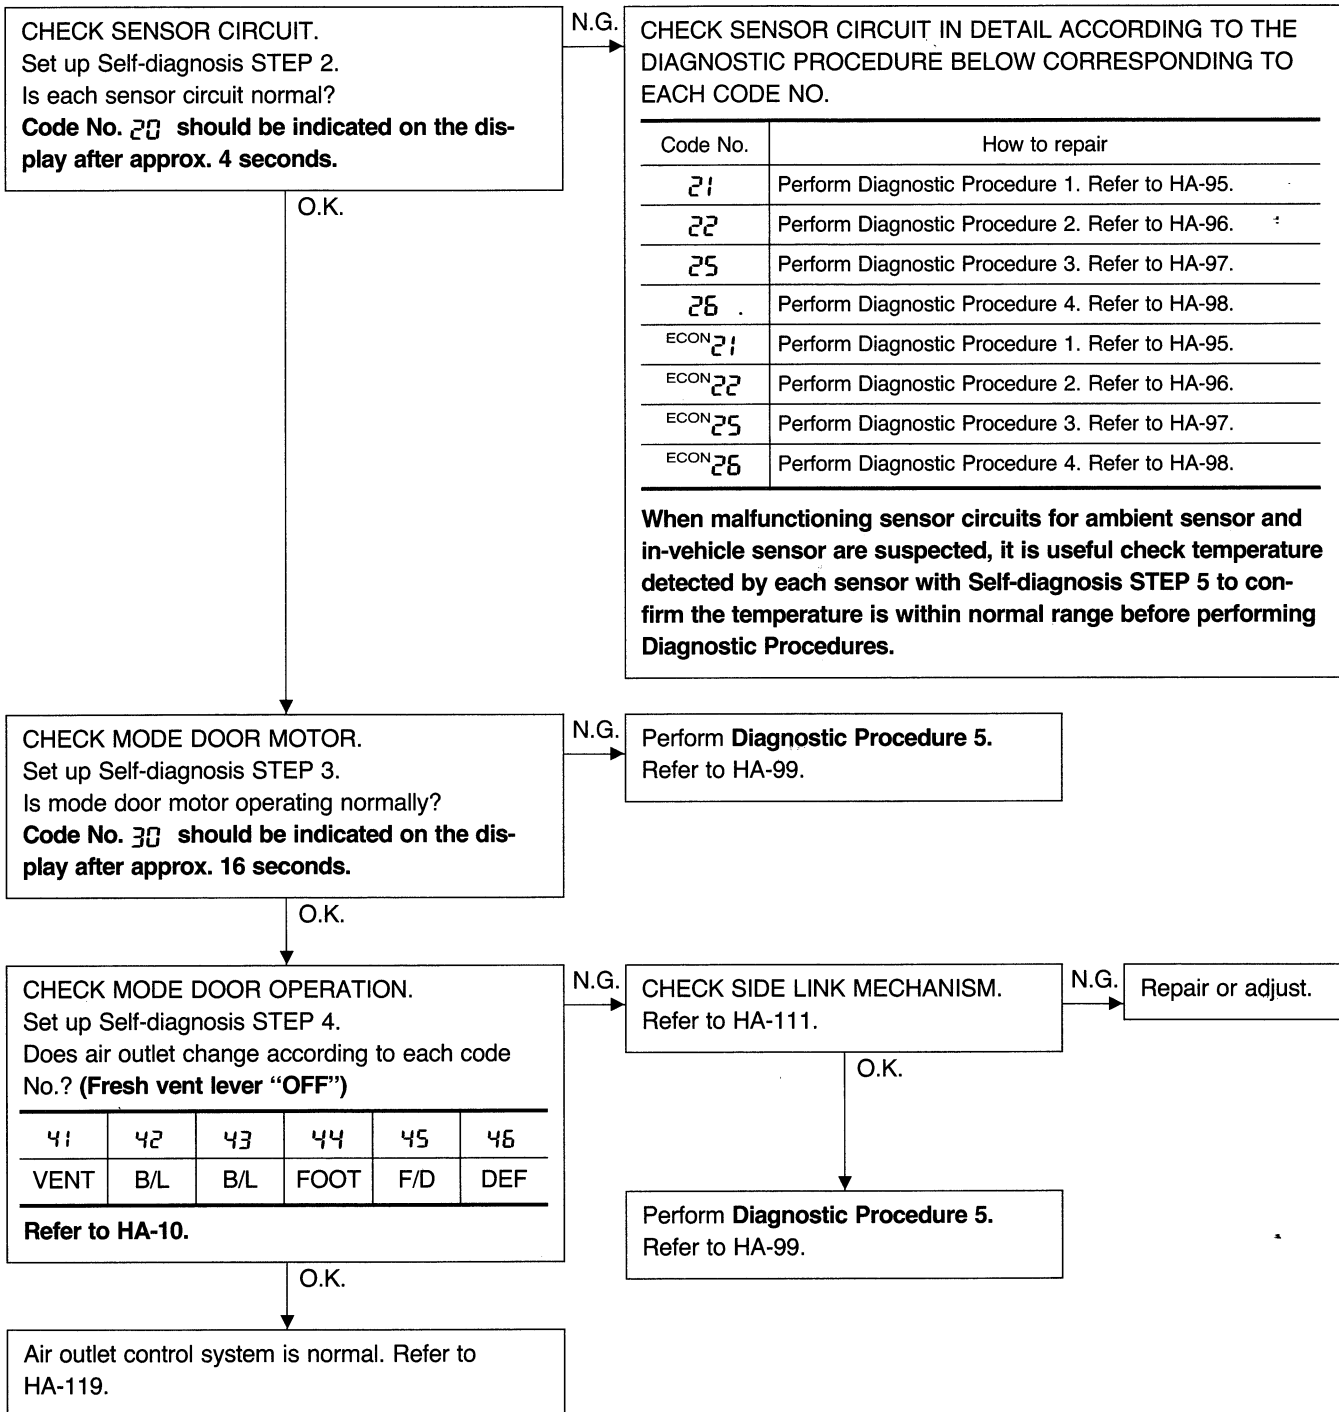 CHECK SENSOR CIRCUIT.
Set up Self-diagnosis STEP 2.
Is each sensor circuit normal?
Code No. 20 should be indicated on the dis-
play after approx. 4 seconds.
N.G.
CHECK SENSOR CIRCUIT IN DETAIL ACCORDING TO THE
DIAGNOSTIC PROCEDURE BELOW CORRESPONDING TO
EACH CODE NO.
Code No. How to repair
21 Perform Diagnostic Procedure 1. Refer to HA-95.
22 Perform Diagnostic Procedure 2. Refer to HA-96.
25 Perform Diagnostic Procedure 3. Refer to HA-97.
26 Perform Diagnostic Procedure 4. Refer to HA-98.
ECON 21 Perform Diagnostic Procedure 1. Refer to HA-95.
ECON 22 Perform Diagnostic Procedure 2. Refer to HA-96.
ECON 25 Perform Diagnostic Procedure 3. Refer to HA-97.
ECON 26 Perform Diagnostic Procedure 4. Refer to HA-98.
When malfunctioning sensor circuits for ambient sensor and
in-vehicle sensor are suspected, it is useful check temperature
detected by each sensor with Self-diagnosis STEP 5 to con-
firm the temperature is within normal range before performing
Diagnostic Procedures.
O.K.
CHECK MODE DOOR MOTOR.
Set up Self-diagnosis STEP 3.
Is mode door motor operating normally?
Code No. 30 should be indicated on the dis-
play after approx. 16 seconds.
N.G.
Perform Diagnostic Procedure 5.
Refer to HA-99.
O.K.
CHECK MODE DOOR OPERATION.
Set up Self-diagnosis STEP 4.
Does air outlet change according to each code
No.? (Fresh vent lever “OFF”)
41 42 43 44 45 46
VENT B/L B/L FOOT F/D DEF
Refer to HA-10.
N.G.
CHECK SIDE LINK MECHANISM.
Refer to HA-111.
N.G.
Repair or adjust.
O.K.
Perform Diagnostic Procedure 5.
Refer to HA-99.
O.K.
Air outlet control system is normal. Refer to
HA-119.